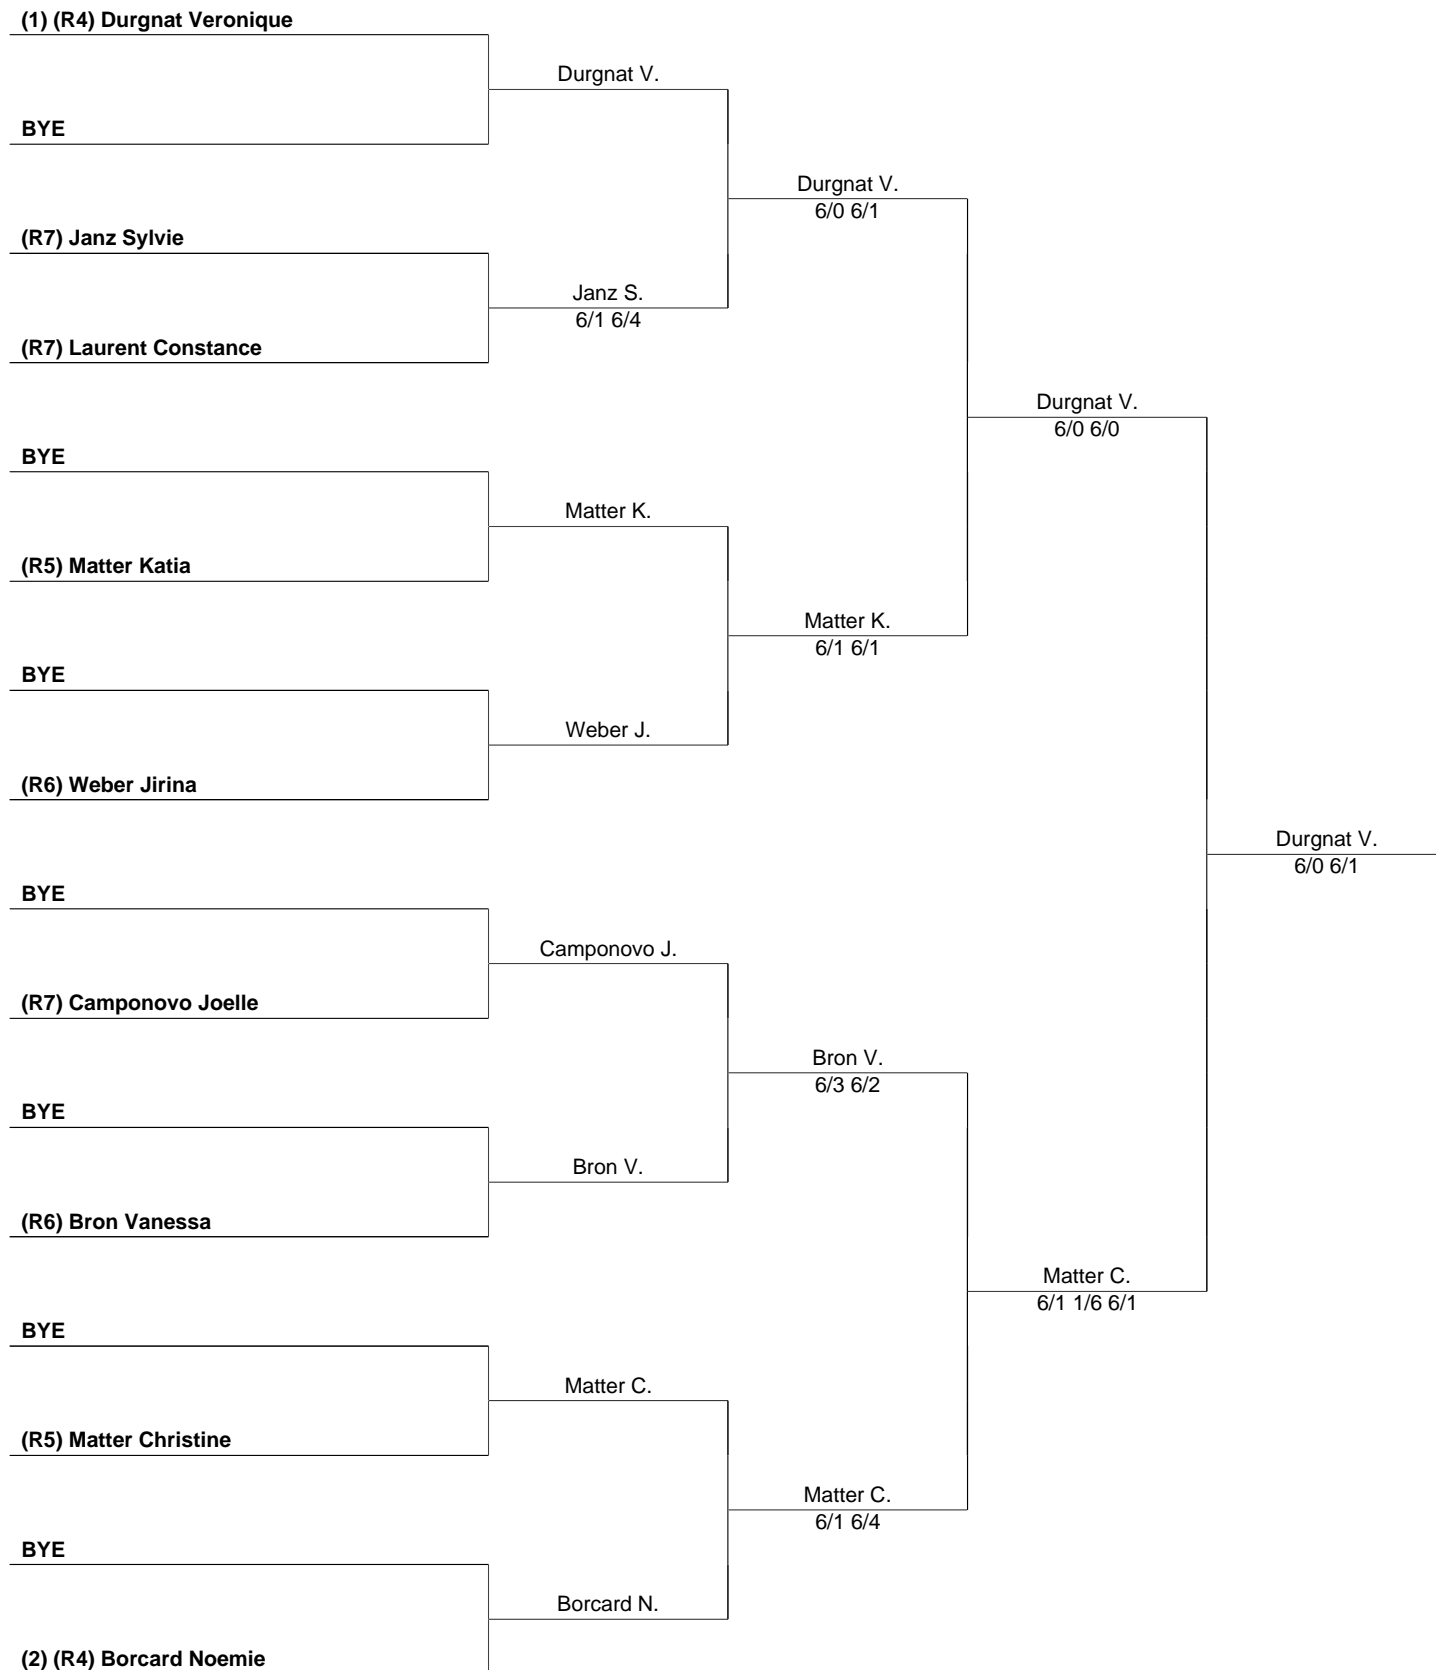 (1) (R4) Durgnat Veronique
Durgnat V.
BYE
Durgnat V.
6/0 6/1
(R7) Janz Sylvie
Janz S.
6/1 6/4
(R7) Laurent Constance
Durgnat V.
6/0 6/0
BYE
Matter K.
(R5) Matter Katia
Matter K.
6/1 6/1
BYE
Weber J.
(R6) Weber Jirina
Durgnat V.
6/0 6/1
BYE
Camponovo J.
(R7) Camponovo Joelle
Bron V.
6/3 6/2
BYE
Bron V.
(R6) Bron Vanessa
Matter C.
6/1 1/6 6/1
BYE
Matter C.
(R5) Matter Christine
Matter C.
6/1 6/4
BYE
Borcard N.
(2) (R4) Borcard Noemie